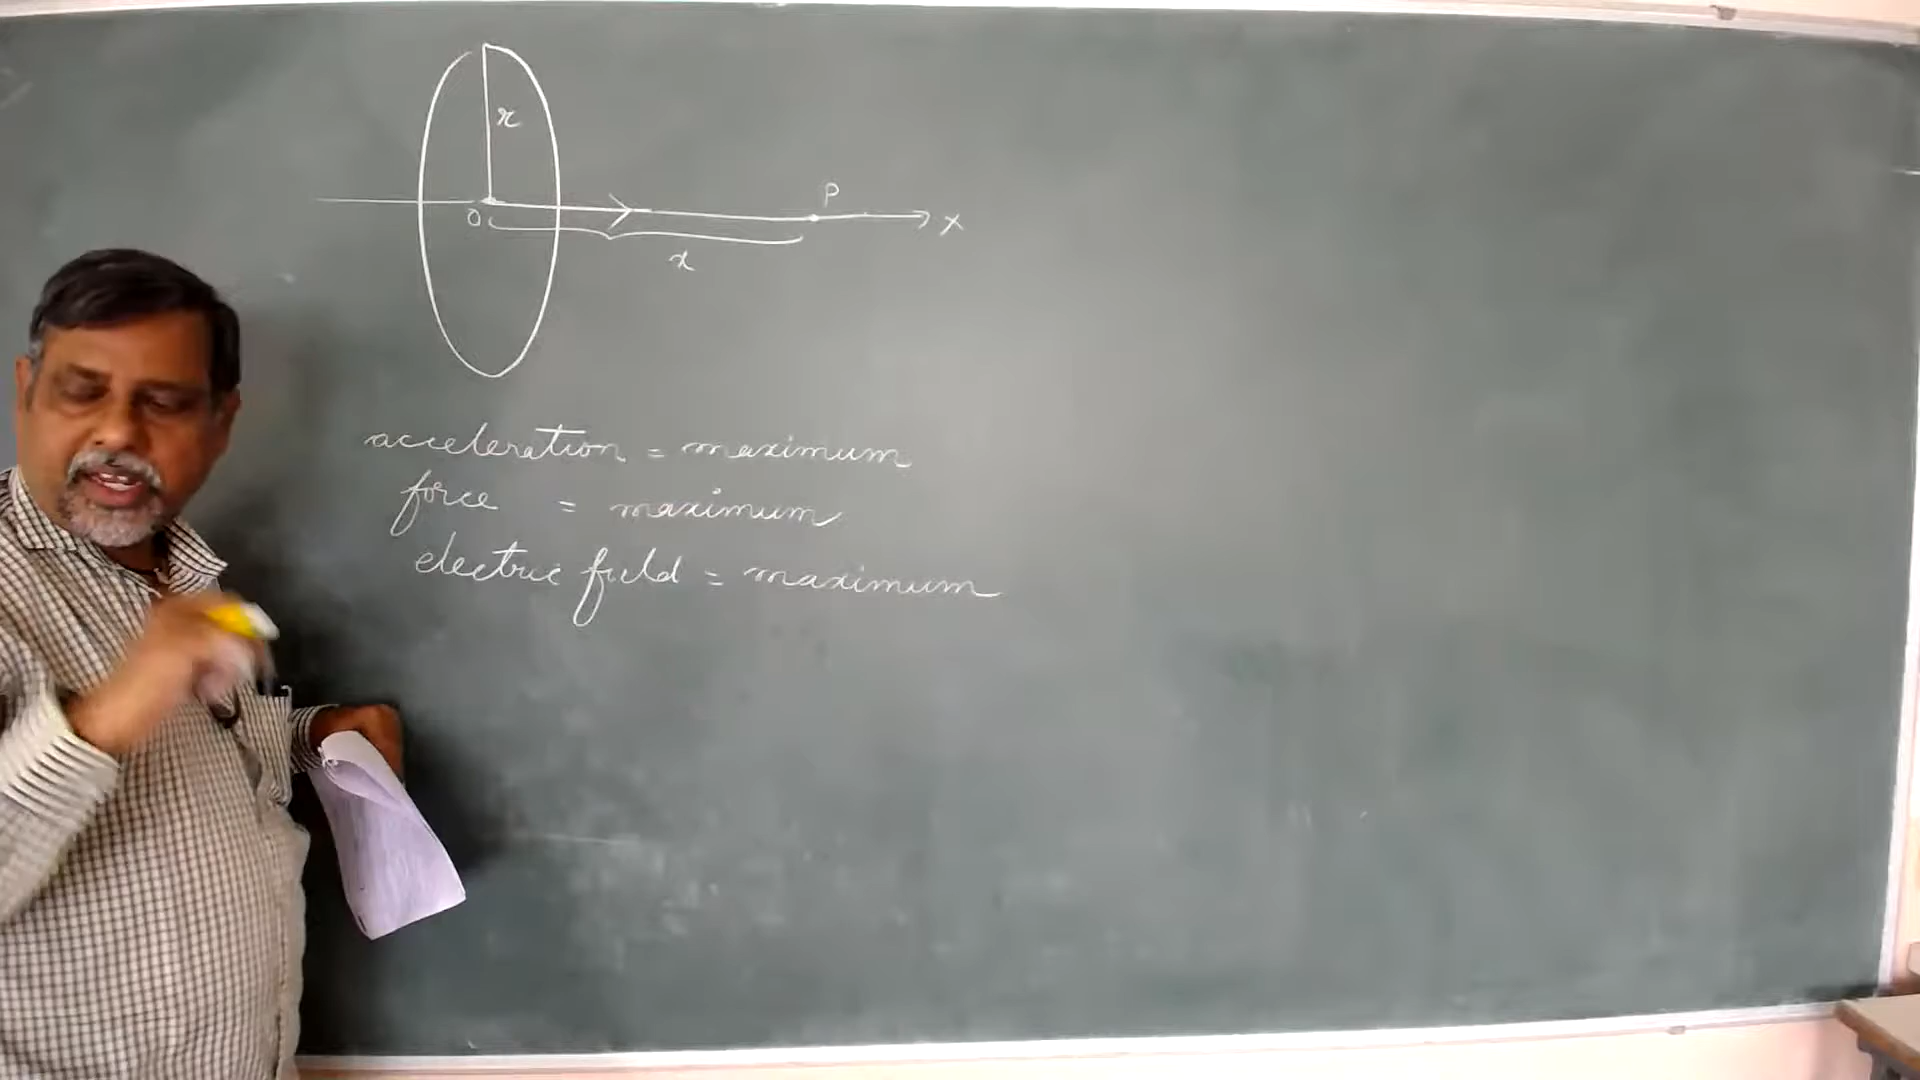 r
P
O
X
x
acceleration = maximum
force = maximum
electric field = maximum